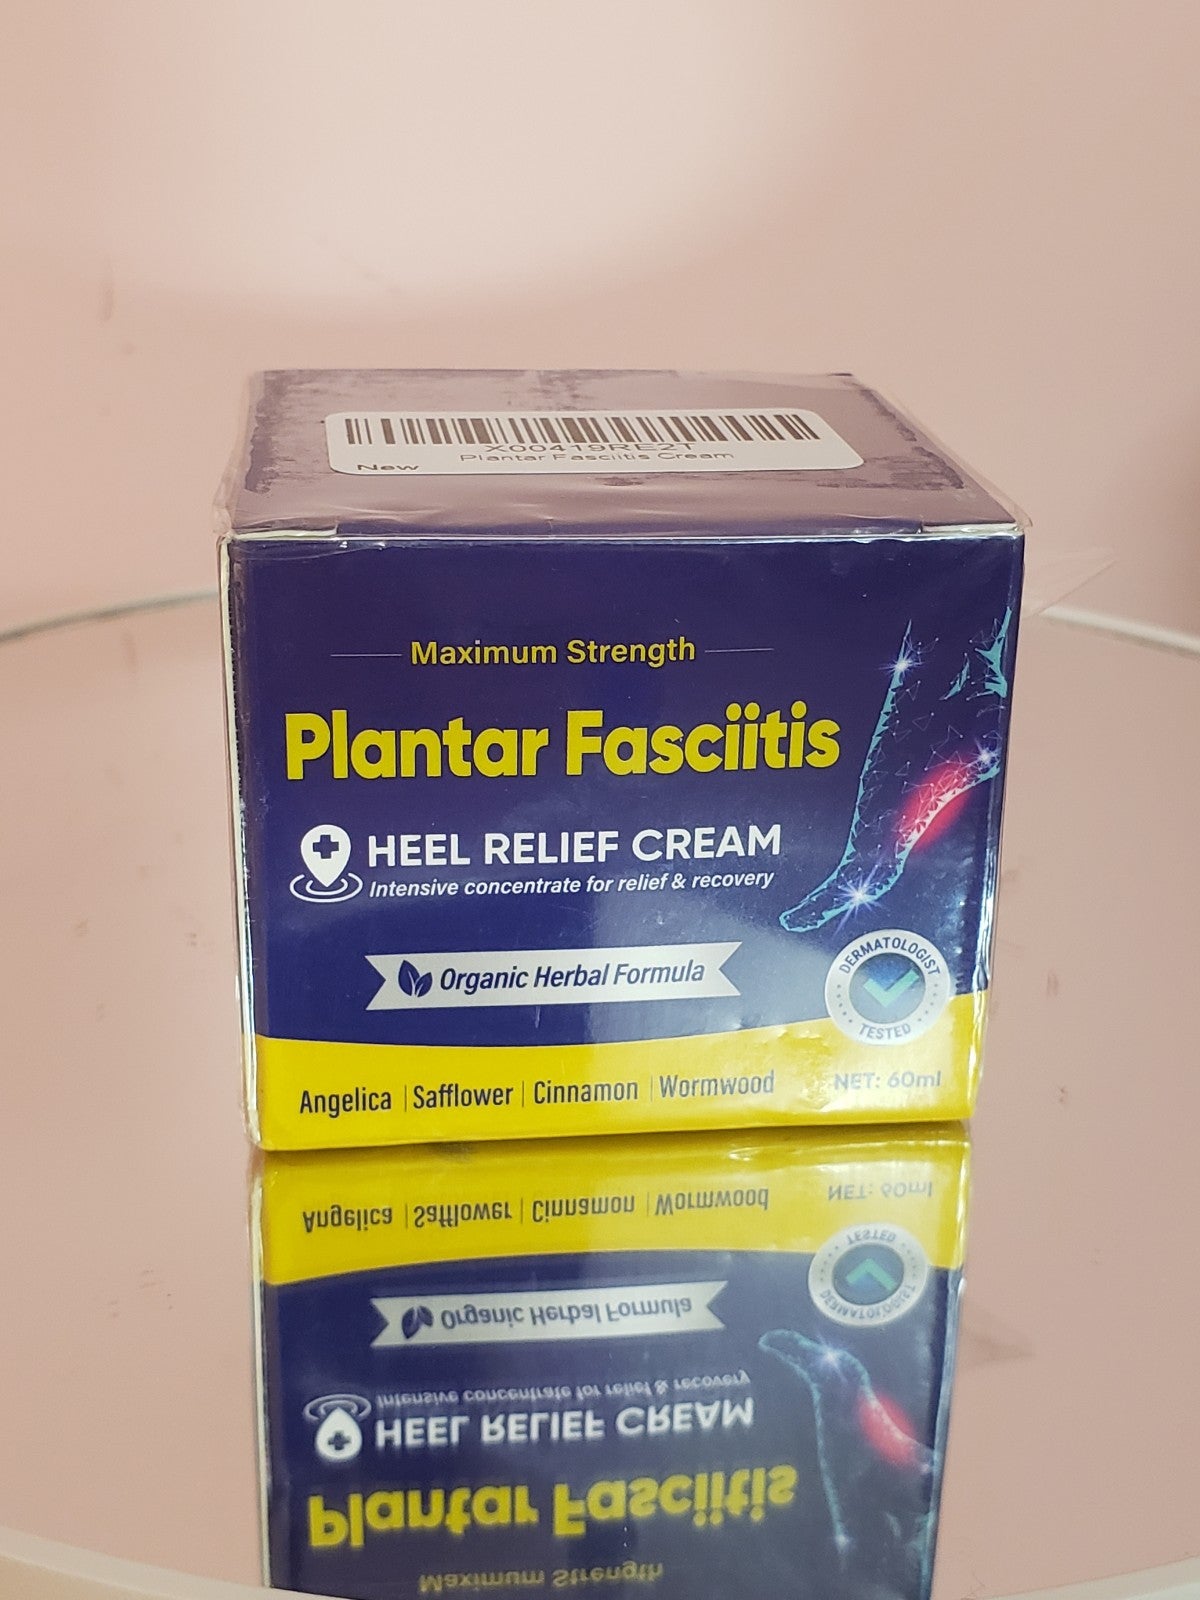 X00419RE2T
Plantar Fasciitis Cream
New
Maximum Strength
Plantar Fasciitis
HEEL RELIEF CREAM
Intensive concentrate for relief & recovery
Organic Herbal Formula
DERMATOLOGIST
TESTED
Angelica | Safflower | Cinnamon | Wormwood
NET: 60ml